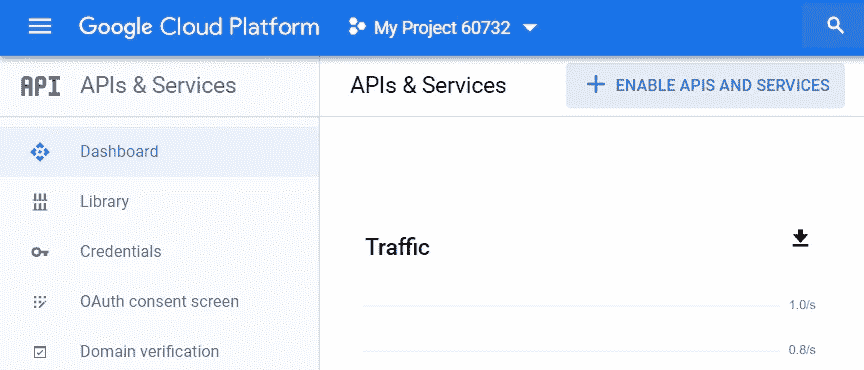 Google Cloud Platform My Project 60732
API APIs & Services
APIs & Services + ENABLE APIS AND SERVICES
Dashboard
Library
Credentials
OAuth consent screen
Domain verification
Traffic
1.0/s
0.8/s